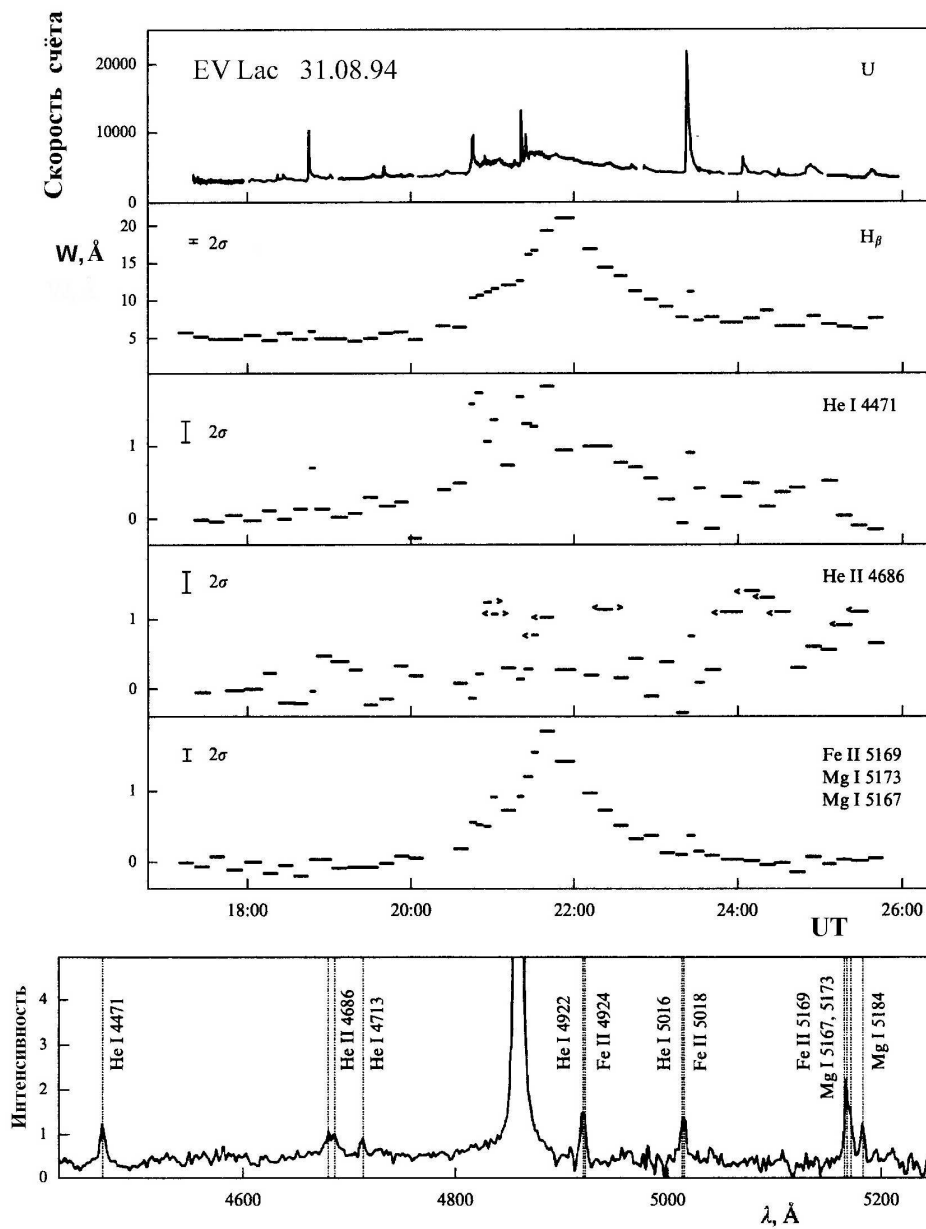 Скорость счёта
20000
10000
0
EV Lac 31.08.94
U
W, Å
20
15
10
5
2σ
Hβ
1
0
2σ
He I 4471
1
0
2σ
He II 4686
1
0
2σ
Fe II 5169
Mg I 5173
Mg I 5167
18:00 20:00 22:00 24:00 26:00
UT
Интенсивность
4
3
2
1
0
He I 4471
He II 4686
He I 4713
He I 4922
Fe II 4924
He I 5016
Fe II 5018
Fe II 5169
Mg I 5167, 5173
Mg I 5184
4600 4800 5000 5200
λ, Å